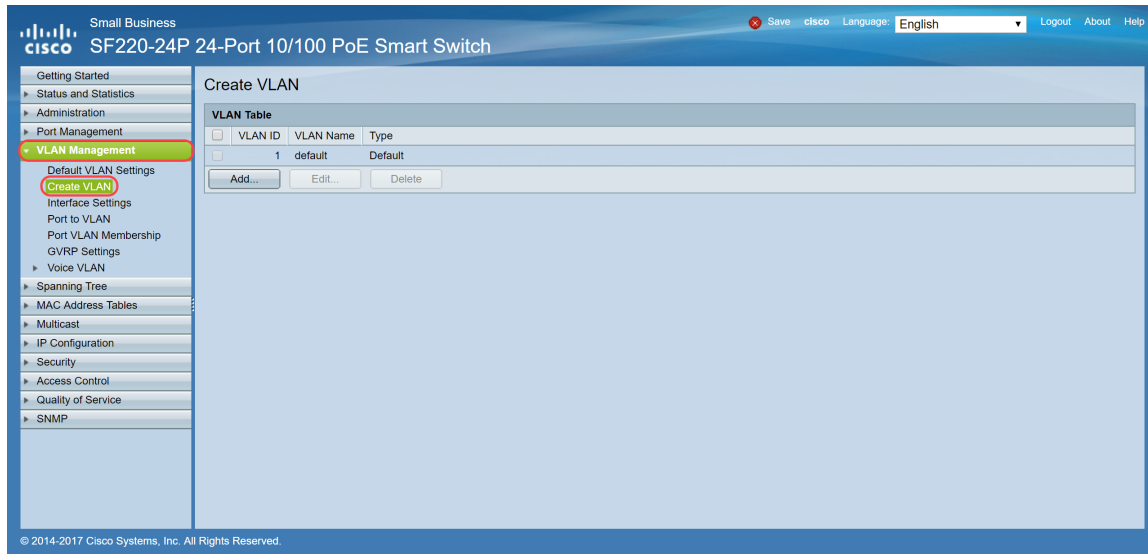 Small Business
CISCO SF220-24P 24-Port 10/100 PoE Smart Switch
Save cisco Language: English Logout About Help
Getting Started
Status and Statistics
Administration
Port Management
VLAN Management
Default VLAN Settings
Create VLAN
Interface Settings
Port to VLAN
Port VLAN Membership
GVRP Settings
Voice VLAN
Spanning Tree
MAC Address Tables
Multicast
IP Configuration
Security
Access Control
Quality of Service
SNMP
Create VLAN
VLAN Table
VLAN ID VLAN Name Type
1 default Default
Add... Edit... Delete
© 2014-2017 Cisco Systems, Inc. All Rights Reserved.